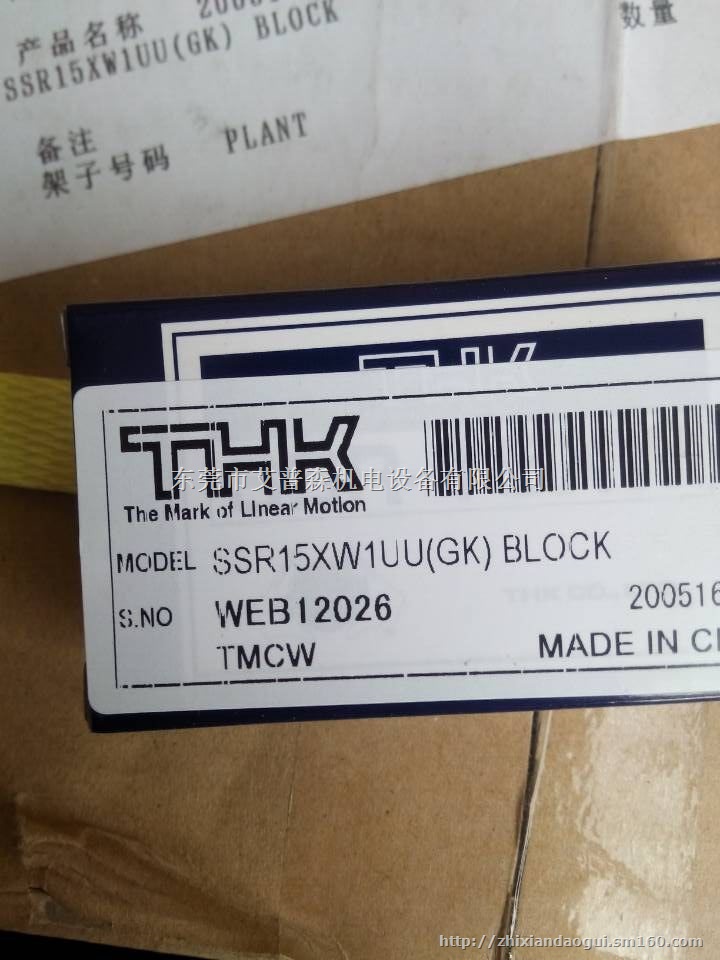 产品名称
SSR15XW1UU(GK) BLOCK
数量
备注
架子号码 PLANT
THK
THK
东莞市艾普森机电设备有限公司
The Mark of Linear Motion
MODEL SSR15XW1UU(GK) BLOCK
S.NO WEB12026 200516
TMCW MADE IN
http://zhixiandaogui.sm160.com